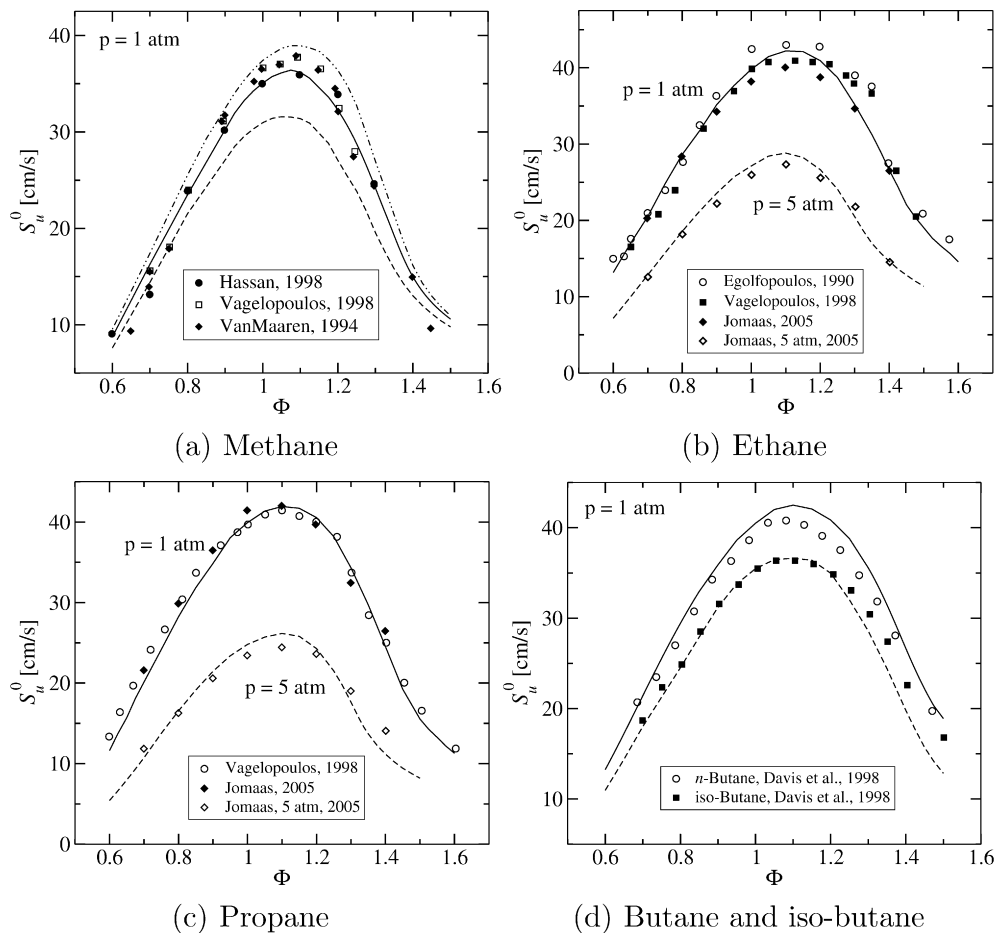 p = 1 atm
40
30
20
10
S_u^0 [cm/s]
Hassan, 1998
Vagelopoulos, 1998
VanMaaren, 1994
0.6 0.8 1 1.2 1.4 1.6
Φ
(a) Methane
40
30
20
10
0
S_u^0 [cm/s]
p = 1 atm
p = 5 atm
Egolfopoulos, 1990
Vagelopoulos, 1998
Jomaas, 2005
Jomaas, 5 atm, 2005
0.6 0.8 1 1.2 1.4 1.6
Φ
(b) Ethane
40
30
20
10
0
S_u^0 [cm/s]
p = 1 atm
p = 5 atm
Vagelopoulos, 1998
Jomaas, 2005
Jomaas, 5 atm, 2005
0.6 0.8 1 1.2 1.4 1.6
Φ
(c) Propane
p = 1 atm
40
30
20
10
S_u^0 [cm/s]
n-Butane, Davis et al., 1998
iso-Butane, Davis et al., 1998
0.6 0.8 1 1.2 1.4 1.6
Φ
(d) Butane and iso-butane